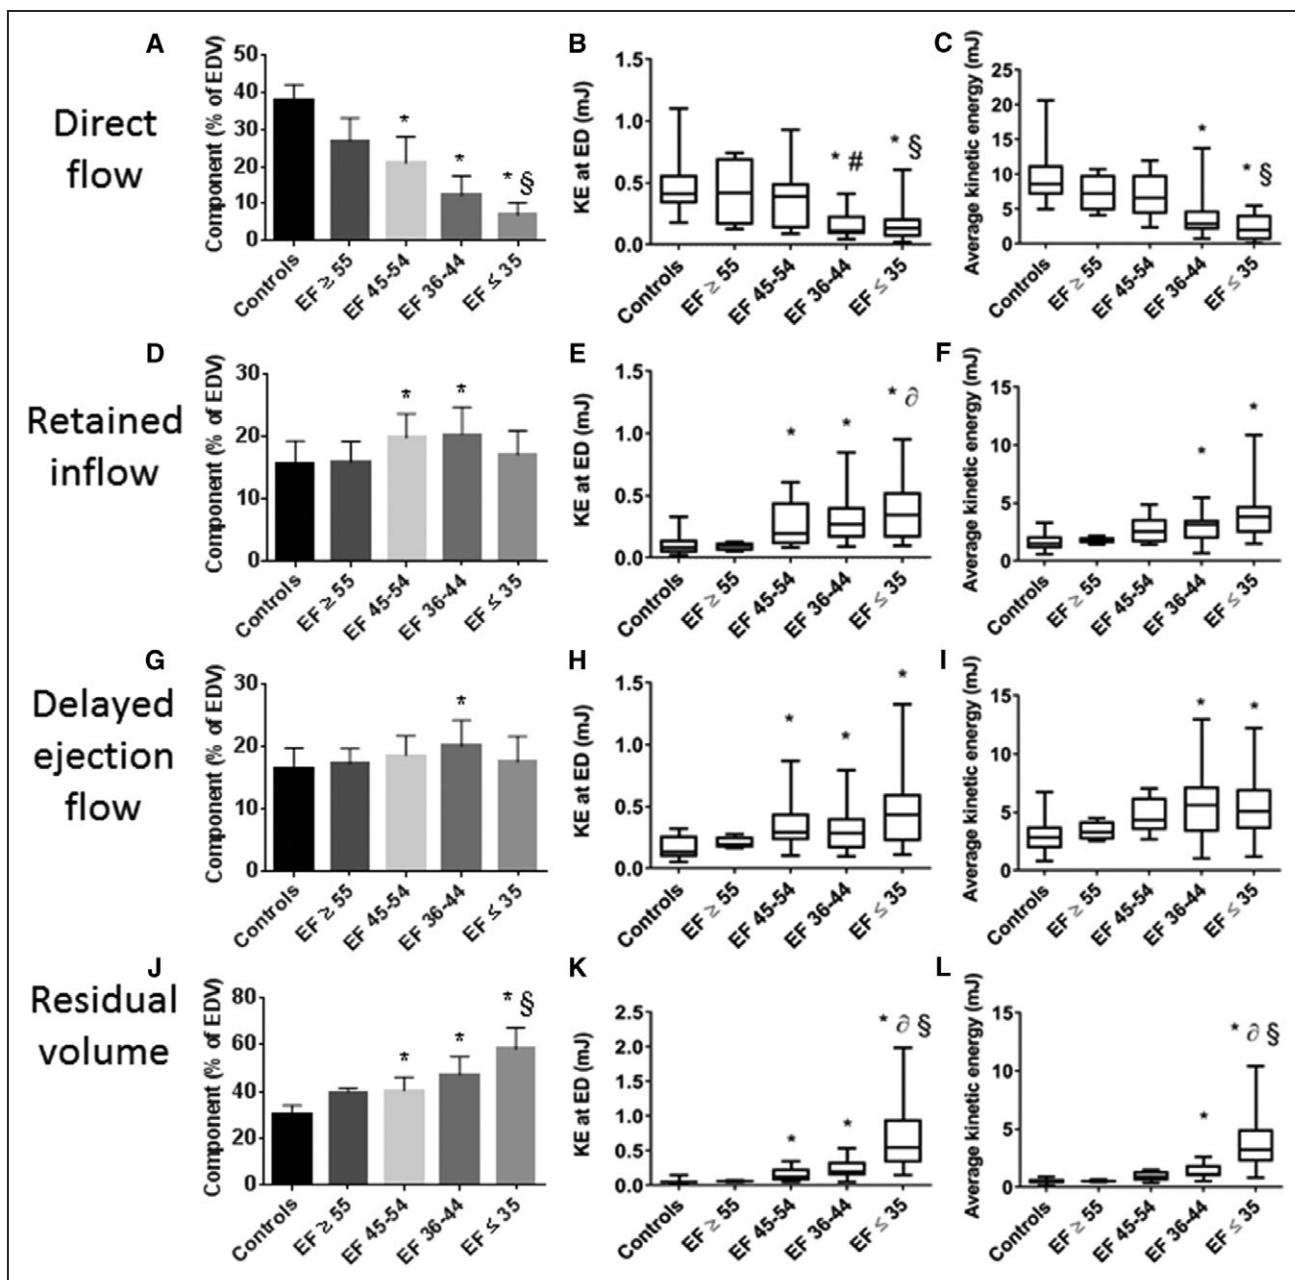 A
B
C
Direct
flow
Component (% of EDV)
50
40
30
20
10
0
*
*
* §
Controls
EF ≥ 55
EF 45-54
EF 36-44
EF ≤ 35
KE at ED (mJ)
1.5
1.0
0.5
0.0
* #
* §
Controls
EF ≥ 55
EF 45-54
EF 36-44
EF ≤ 35
Average kinetic energy (mJ)
25
20
15
10
5
0
*
* §
Controls
EF ≥ 55
EF 45-54
EF 36-44
EF ≤ 35
D
E
F
Retained
inflow
Component (% of EDV)
30
20
10
0
*
*
Controls
EF ≥ 55
EF 45-54
EF 36-44
EF ≤ 35
KE at ED (mJ)
1.5
1.0
0.5
0.0
*
*
* ∂
Controls
EF ≥ 55
EF 45-54
EF 36-44
EF ≤ 35
Average kinetic energy (mJ)
15
10
5
0
*
*
Controls
EF ≥ 55
EF 45-54
EF 36-44
EF ≤ 35
G
H
I
Delayed
ejection
flow
Component (% of EDV)
30
20
10
0
*
Controls
EF ≥ 55
EF 45-54
EF 36-44
EF ≤ 35
KE at ED (mJ)
1.5
1.0
0.5
0.0
*
*
*
Controls
EF ≥ 55
EF 45-54
EF 36-44
EF ≤ 35
Average kinetic energy (mJ)
15
10
5
0
*
*
Controls
EF ≥ 55
EF 45-54
EF 36-44
EF ≤ 35
J
K
L
Residual
volume
Component (% of EDV)
80
60
40
20
0
*
*
* §
Controls
EF ≥ 55
EF 45-54
EF 36-44
EF ≤ 35
KE at ED (mJ)
2.5
2.0
1.5
1.0
0.5
0.0
*
*
* ∂ §
Controls
EF ≥ 55
EF 45-54
EF 36-44
EF ≤ 35
Average kinetic energy (mJ)
15
10
5
0
*
* ∂ §
Controls
EF ≥ 55
EF 45-54
EF 36-44
EF ≤ 35